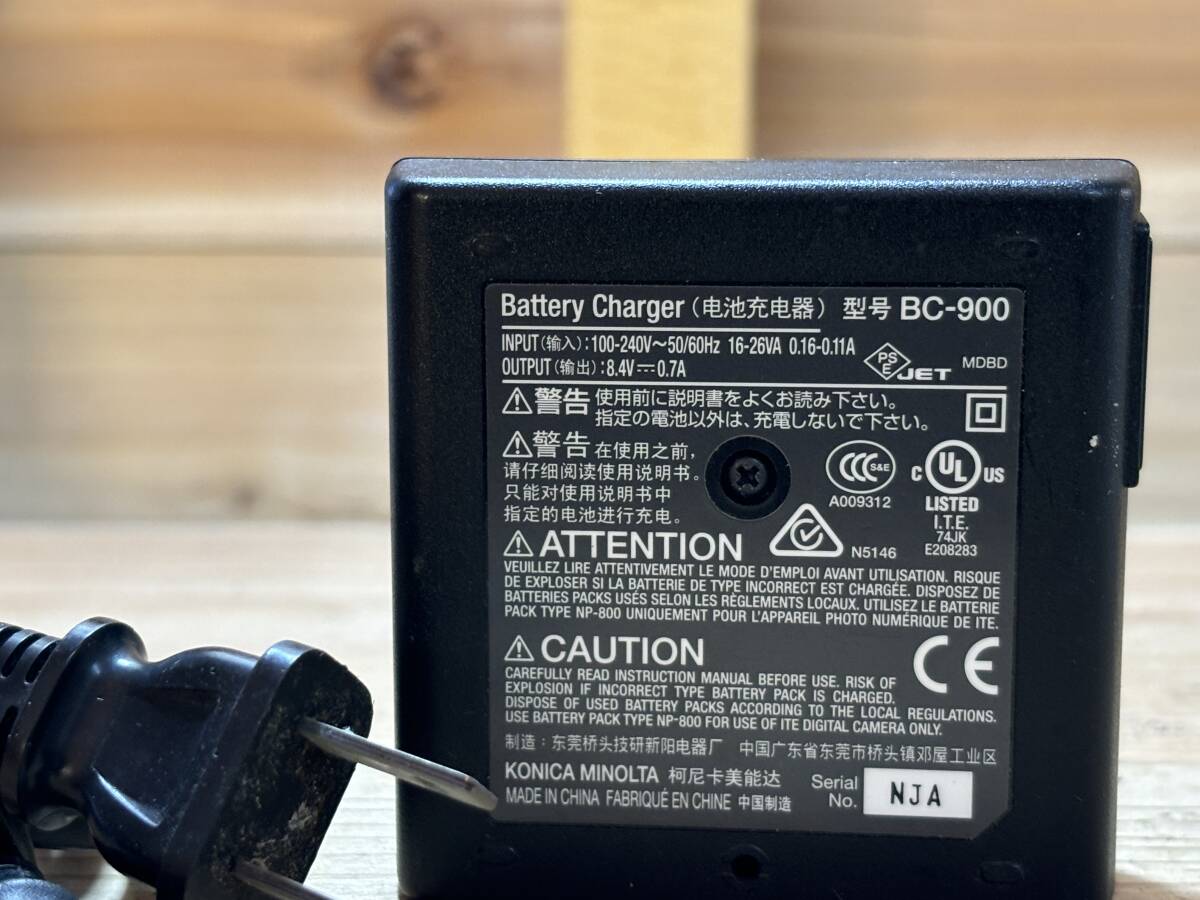 Battery Charger (电池充电器) 型号 BC-900
INPUT (输入) : 100-240V～50/60Hz 16-26VA 0.16-0.11A
OUTPUT (输出) : 8.4V⎓0.7A
PS E JET MDBD
⚠警告 使用前に説明書をよくお読み下さい。
指定の電池以外は、充電しないで下さい。
⚠警告 在使用之前，
请仔细阅读使用说明书。
只能对使用说明书中
指定的电池进行充电。
CCC S&E
A009312
C UL US
LISTED
I.T.E.
74JK
E208283
N5146
⚠ATTENTION
VEUILLEZ LIRE ATTENTIVEMENT LE MODE D'EMPLOI AVANT UTILISATION. RISQUE
DE EXPLOSER SI LA BATTERIE DE TYPE INCORRECT EST CHARGÉE. DISPOSEZ DE
BATTERIES PACKS USÉS SELON LES RÈGLEMENTS LOCAUX. UTILISEZ LE BATTERIE
PACK TYPE NP-800 UNIQUEMENT POUR L'APPAREIL PHOTO NUMÉRIQUE DE ITE.
⚠CAUTION
CAREFULLY READ INSTRUCTION MANUAL BEFORE USE. RISK OF
EXPLOSION IF INCORRECT TYPE BATTERY PACK IS CHARGED.
DISPOSE OF USED BATTERY PACKS ACCORDING TO THE LOCAL REGULATIONS.
USE BATTERY PACK TYPE NP-800 FOR USE OF ITE DIGITAL CAMERA ONLY.
CE
制造：东莞桥头技研新阳电器厂 中国广东省东莞市桥头镇邓屋工业区
KONICA MINOLTA 柯尼卡美能达
MADE IN CHINA FABRIQUÉ EN CHINE 中国制造
Serial No. NJA